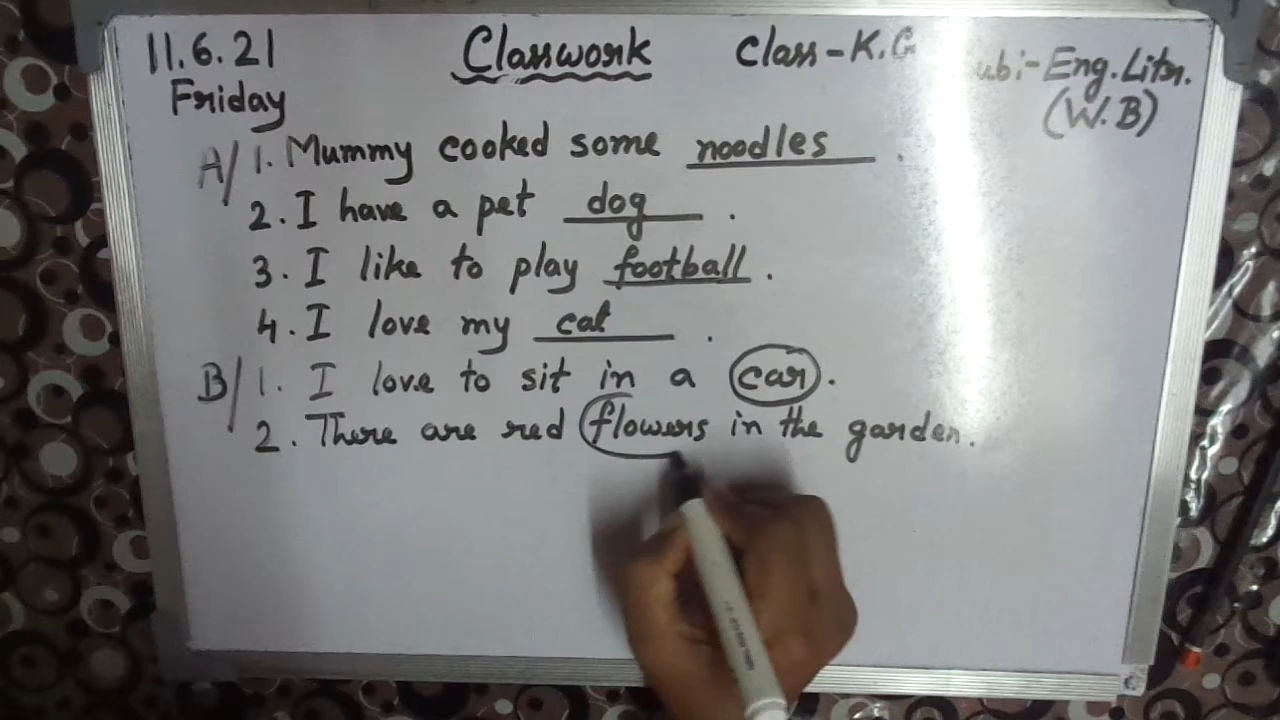 11.6.21 Classwork Class-K.G Subi-Eng.Litr.
Friday (W.B)
A/ 1. Mummy cooked some noodles.
2. I have a pet dog.
3. I like to play football.
4. I love my cat.
B/ 1. I love to sit in a car.
2. There are red flowers in the garden.